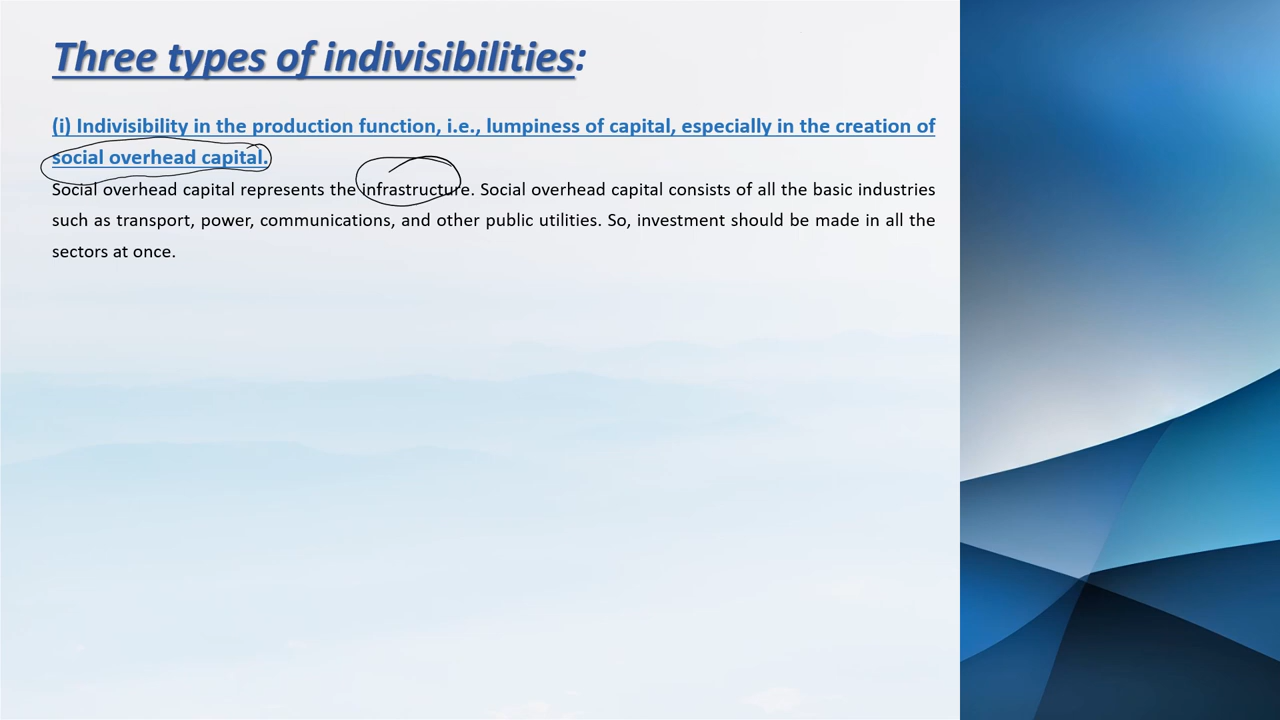 Three types of indivisibilities:
(i) Indivisibility in the production function, i.e., lumpiness of capital, especially in the creation of
social overhead capital.
Social overhead capital represents the infrastructure. Social overhead capital consists of all the basic industries
such as transport, power, communications, and other public utilities. So, investment should be made in all the
sectors at once.